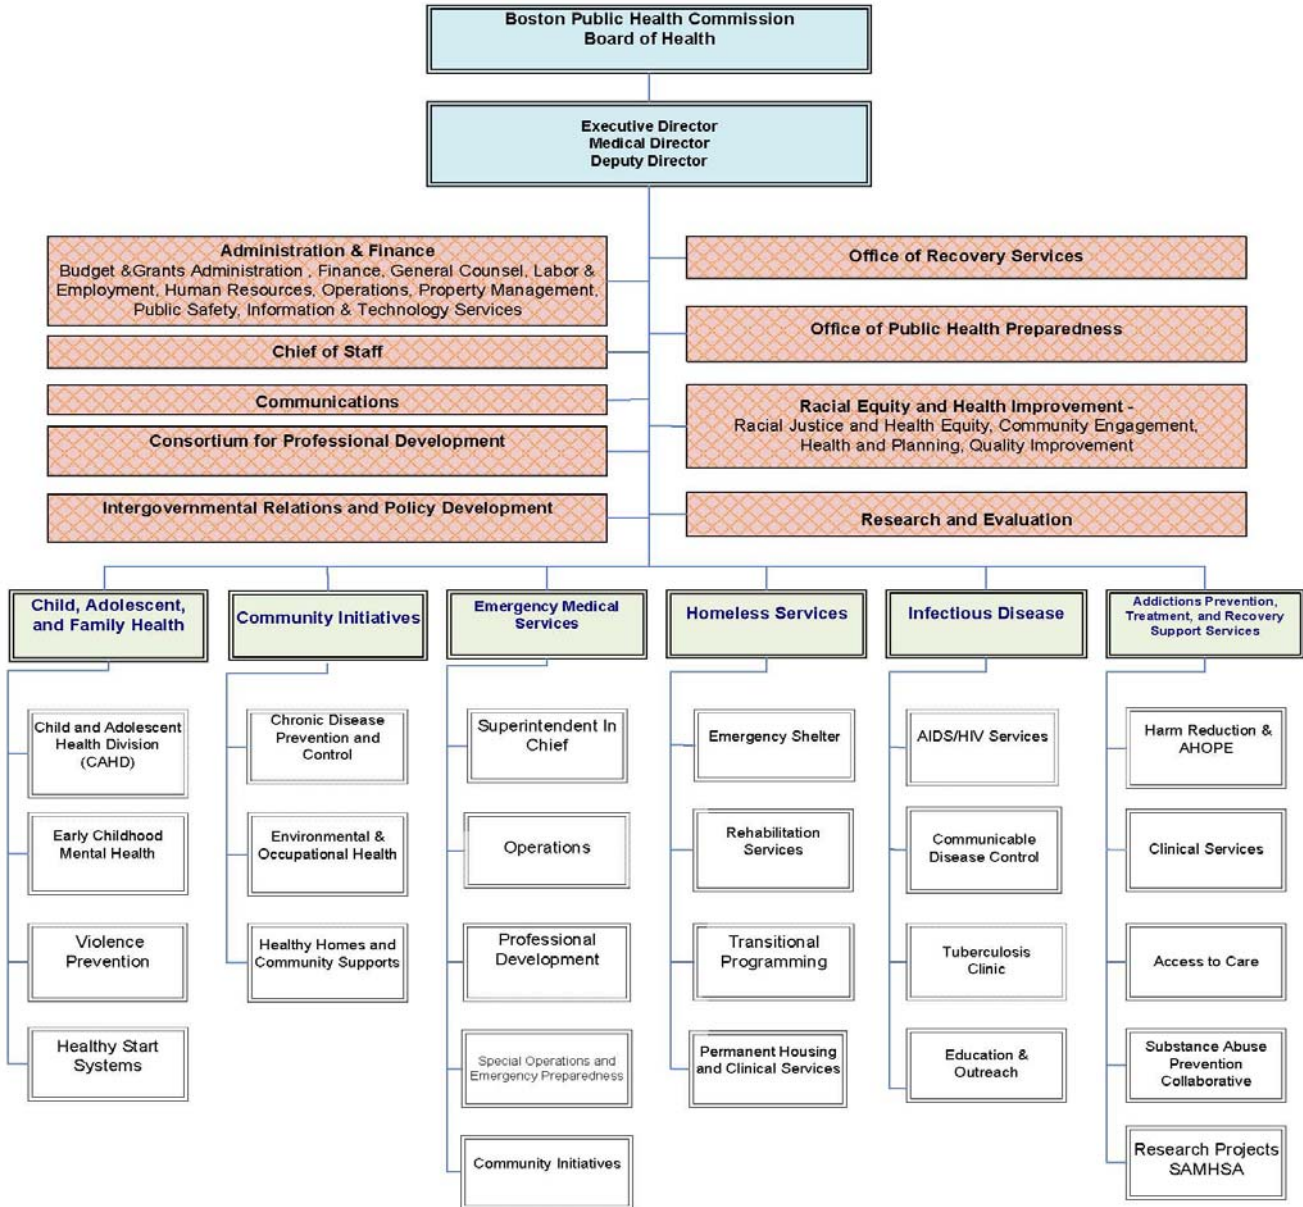 Boston Public Health Commission
Board of Health
Executive Director
Medical Director
Deputy Director
Administration & Finance
Budget &Grants Administration , Finance, General Counsel, Labor &
Employment, Human Resources, Operations, Property Management,
Public Safety, Information & Technology Services
Chief of Staff
Communications
Consortium for Professional Development
Intergovernmental Relations and Policy Development
Office of Recovery Services
Office of Public Health Preparedness
Racial Equity and Health Improvement -
Racial Justice and Health Equity, Community Engagement,
Health and Planning, Quality Improvement
Research and Evaluation
Child, Adolescent,
and Family Health
Child and Adolescent
Health Division
(CAHD)
Early Childhood
Mental Health
Violence
Prevention
Healthy Start
Systems
Community Initiatives
Chronic Disease
Prevention and
Control
Environmental &
Occupational Health
Healthy Homes and
Community Supports
Emergency Medical
Services
Superintendent In
Chief
Operations
Professional
Development
Special Operations and
Emergency Preparedness
Community Initiatives
Homeless Services
Emergency Shelter
Rehabilitation
Services
Transitional
Programming
Permanent Housing
and Clinical Services
Infectious Disease
AIDS/HIV Services
Communicable
Disease Control
Tuberculosis
Clinic
Education &
Outreach
Addictions Prevention,
Treatment, and Recovery
Support Services
Harm Reduction &
AHOPE
Clinical Services
Access to Care
Substance Abuse
Prevention
Collaborative
Research Projects
SAMHSA